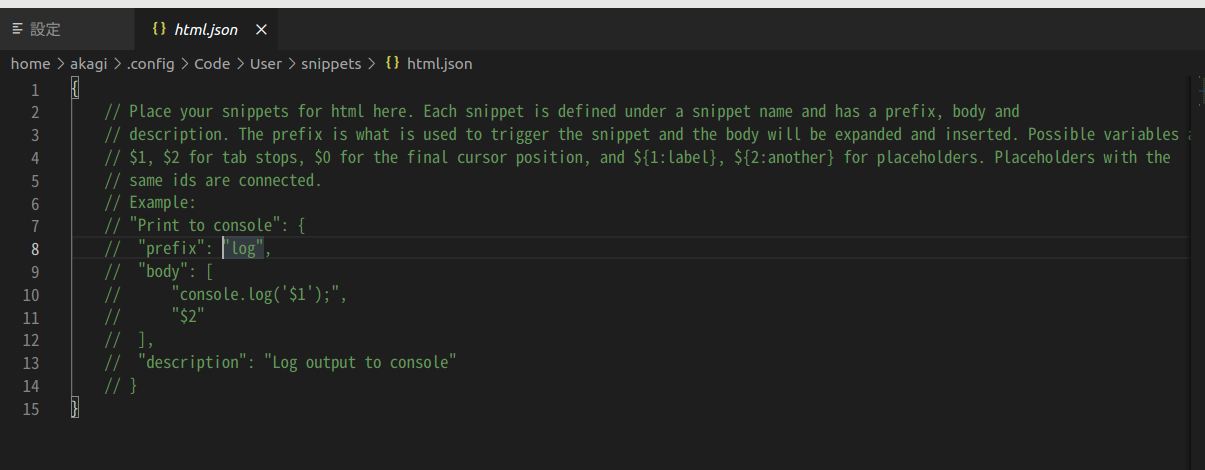 設定 html.json
home > akagi > .config > Code > User > snippets > {} html.json
1 {
2 // Place your snippets for html here. Each snippet is defined under a snippet name and has a prefix, body and
3 // description. The prefix is what is used to trigger the snippet and the body will be expanded and inserted. Possible variables
4 // $1, $2 for tab stops, $0 for the final cursor position, and ${1:label}, ${2:another} for placeholders. Placeholders with the
5 // same ids are connected.
6 // Example:
7 // "Print to console": {
8 // "prefix": "log",
9 // "body": [
10 // "console.log('$1');",
11 // "$2"
12 // ],
13 // "description": "Log output to console"
14 // }
15 }